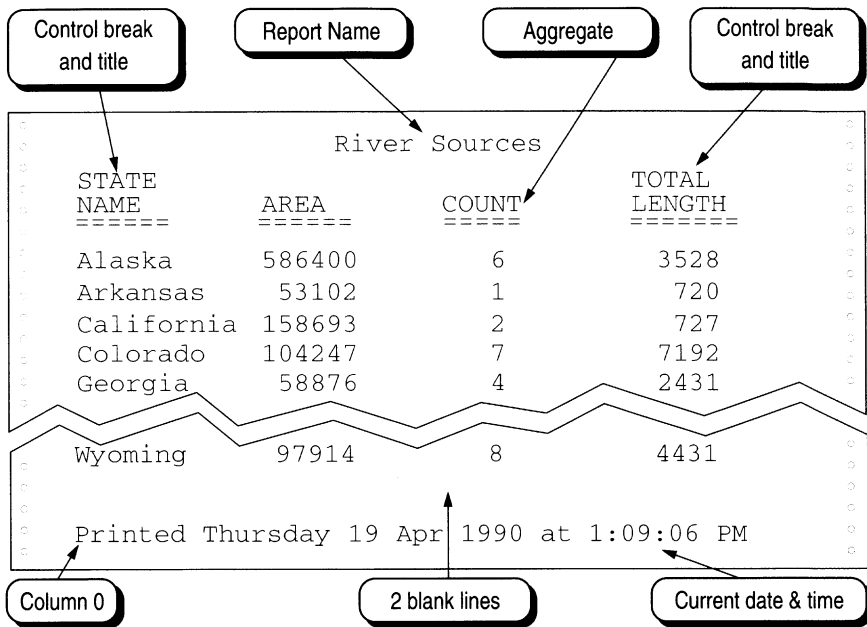 Control break and title
Report Name
Aggregate
Control break and title
River Sources
STATE NAME AREA COUNT TOTAL LENGTH
====== ====== ===== =======
Alaska 586400 6 3528
Arkansas 53102 1 720
California 158693 2 727
Colorado 104247 7 7192
Georgia 58876 4 2431
Wyoming 97914 8 4431
Printed Thursday 19 Apr 1990 at 1:09:06 PM
Column 0
2 blank lines
Current date & time